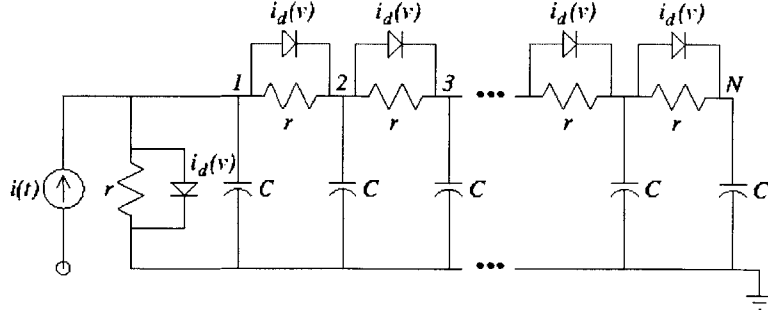 i_d(v) i_d(v) i_d(v) i_d(v)
1 2 3 ••• N
r r r r
i(t) r i_d(v) C C C C C
•••